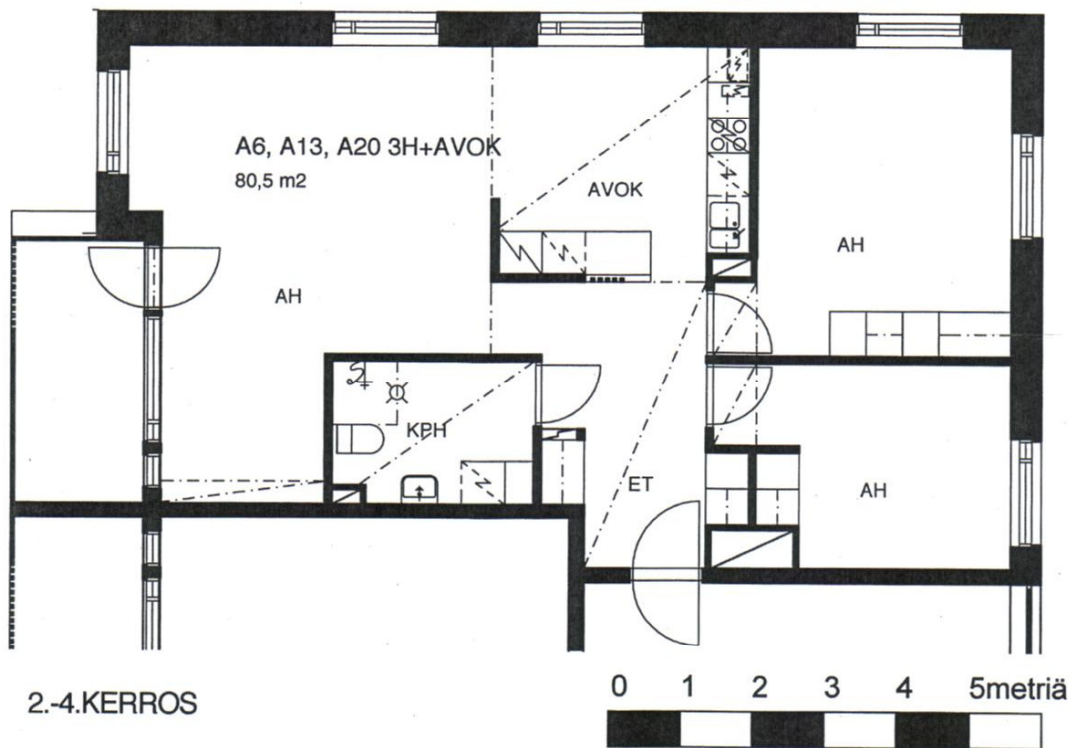 A6, A13, A20 3H+AVOK
80,5 m2
AVOK
AH
AH
KPH
ET
AH
2.-4.KERROS
0 1 2 3 4 5metriä